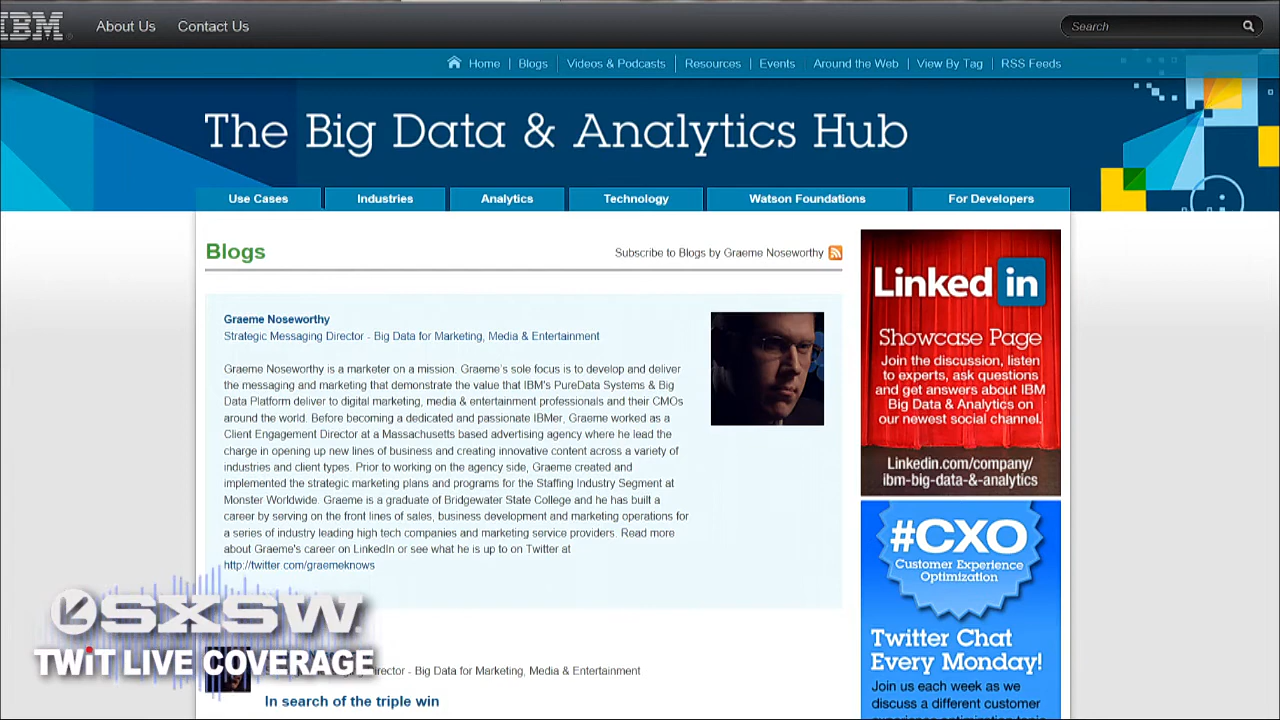 IBM
About Us
Contact Us
Search
Home
Blogs
Videos & Podcasts
Resources
Events
Around the Web
View By Tag
RSS Feeds
The Big Data & Analytics Hub
Use Cases
Industries
Analytics
Technology
Watson Foundations
For Developers
Blogs
Subscribe to Blogs by Graeme Noseworthy
Graeme Noseworthy
Strategic Messaging Director - Big Data for Marketing, Media & Entertainment
Graeme Noseworthy is a marketer on a mission. Graeme's sole focus is to develop and deliver
the messaging and marketing that demonstrate the value that IBM's PureData Systems & Big
Data Platform deliver to digital marketing, media & entertainment professionals and their CMOs
around the world. Before becoming a dedicated and passionate IBMer, Graeme worked as a
Client Engagement Director at a Massachusetts based advertising agency where he lead the
charge in opening up new lines of business and creating innovative content across a variety of
industries and client types. Prior to working on the agency side, Graeme created and
implemented the strategic marketing plans and programs for the Staffing Industry Segment at
Monster Worldwide. Graeme is a graduate of Bridgewater State College and he has built a
career by serving on the front lines of sales, business development and marketing operations for
a series of industry leading high tech companies and marketing service providers. Read more
about Graeme's career on LinkedIn or see what he is up to on Twitter at
http://twitter.com/graemeknows
Linked in
Showcase Page
Join the discussion, listen
to experts, ask questions
and get answers about IBM
Big Data & Analytics on
our newest social channel.
Linkedin.com/company/
ibm-big-data-&-analytics
#CXO
Customer Experience
Optimization
Twitter Chat
Every Monday!
Join us each week as we
discuss a different customer
SXSW
TWiT LIVE COVERAGE
- Big Data for Marketing, Media & Entertainment
In search of the triple win